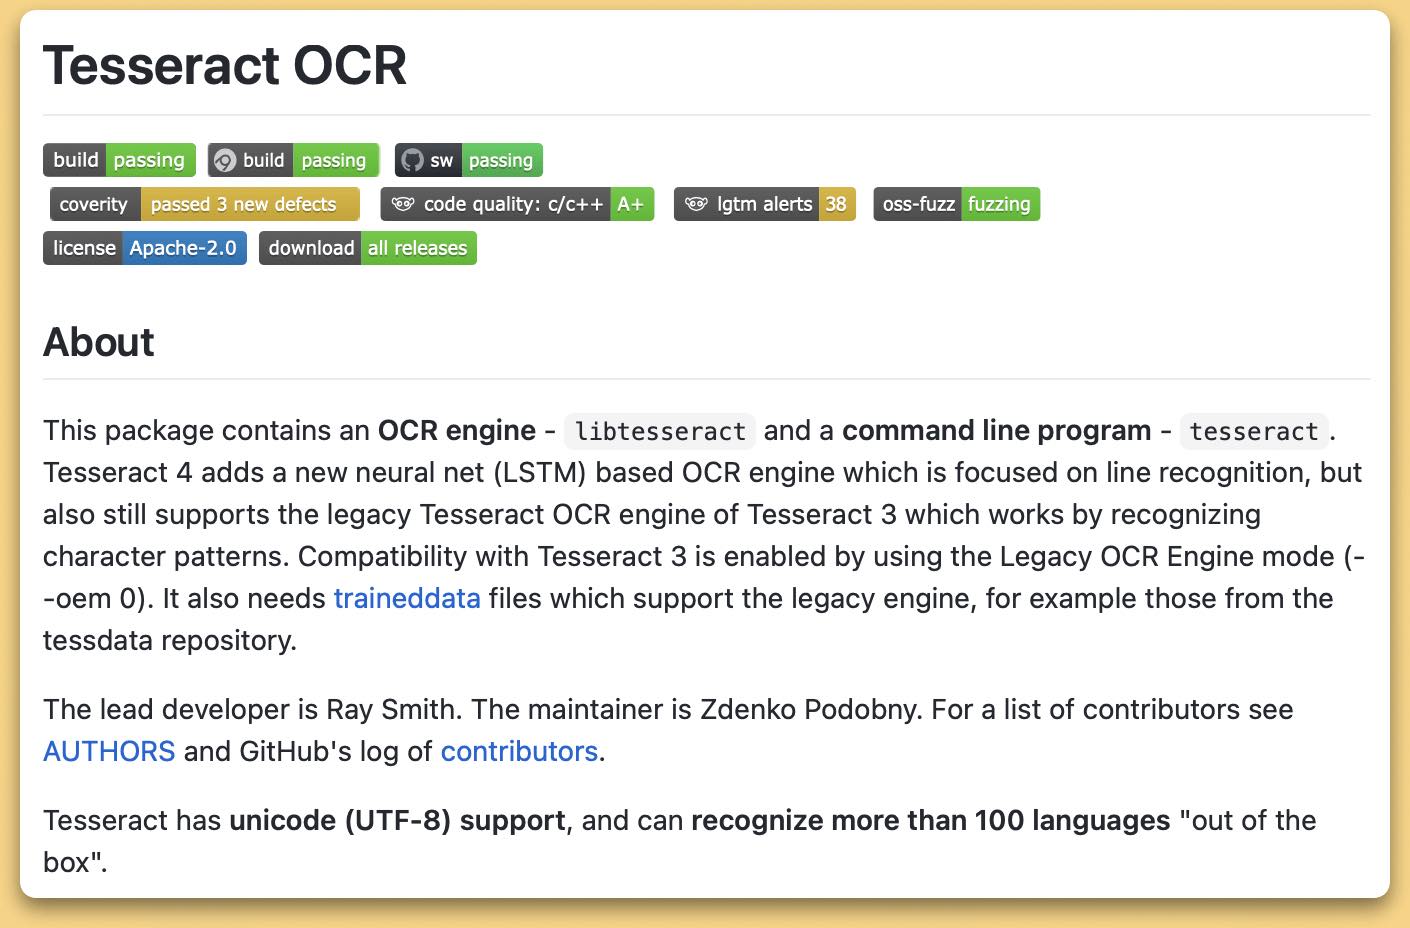 Tesseract OCR
build passing build passing sw passing
coverity passed 3 new defects code quality: c/c++ A+ lgtm alerts 38 oss-fuzz fuzzing
license Apache-2.0 download all releases
About
This package contains an OCR engine - libtesseract and a command line program - tesseract.
Tesseract 4 adds a new neural net (LSTM) based OCR engine which is focused on line recognition, but
also still supports the legacy Tesseract OCR engine of Tesseract 3 which works by recognizing
character patterns. Compatibility with Tesseract 3 is enabled by using the Legacy OCR Engine mode (-
-oem 0). It also needs traineddata files which support the legacy engine, for example those from the
tessdata repository.
The lead developer is Ray Smith. The maintainer is Zdenko Podobny. For a list of contributors see
AUTHORS and GitHub's log of contributors.
Tesseract has unicode (UTF-8) support, and can recognize more than 100 languages "out of the
box".